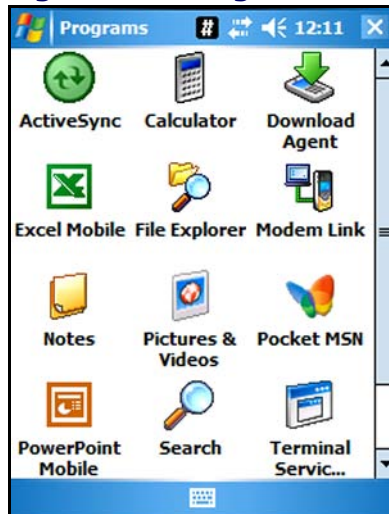 Programs # 12:11
ActiveSync Calculator Download
Agent
Excel Mobile File Explorer Modem Link
Notes Pictures & Pocket MSN
Videos
PowerPoint Search Terminal
Mobile Servic...